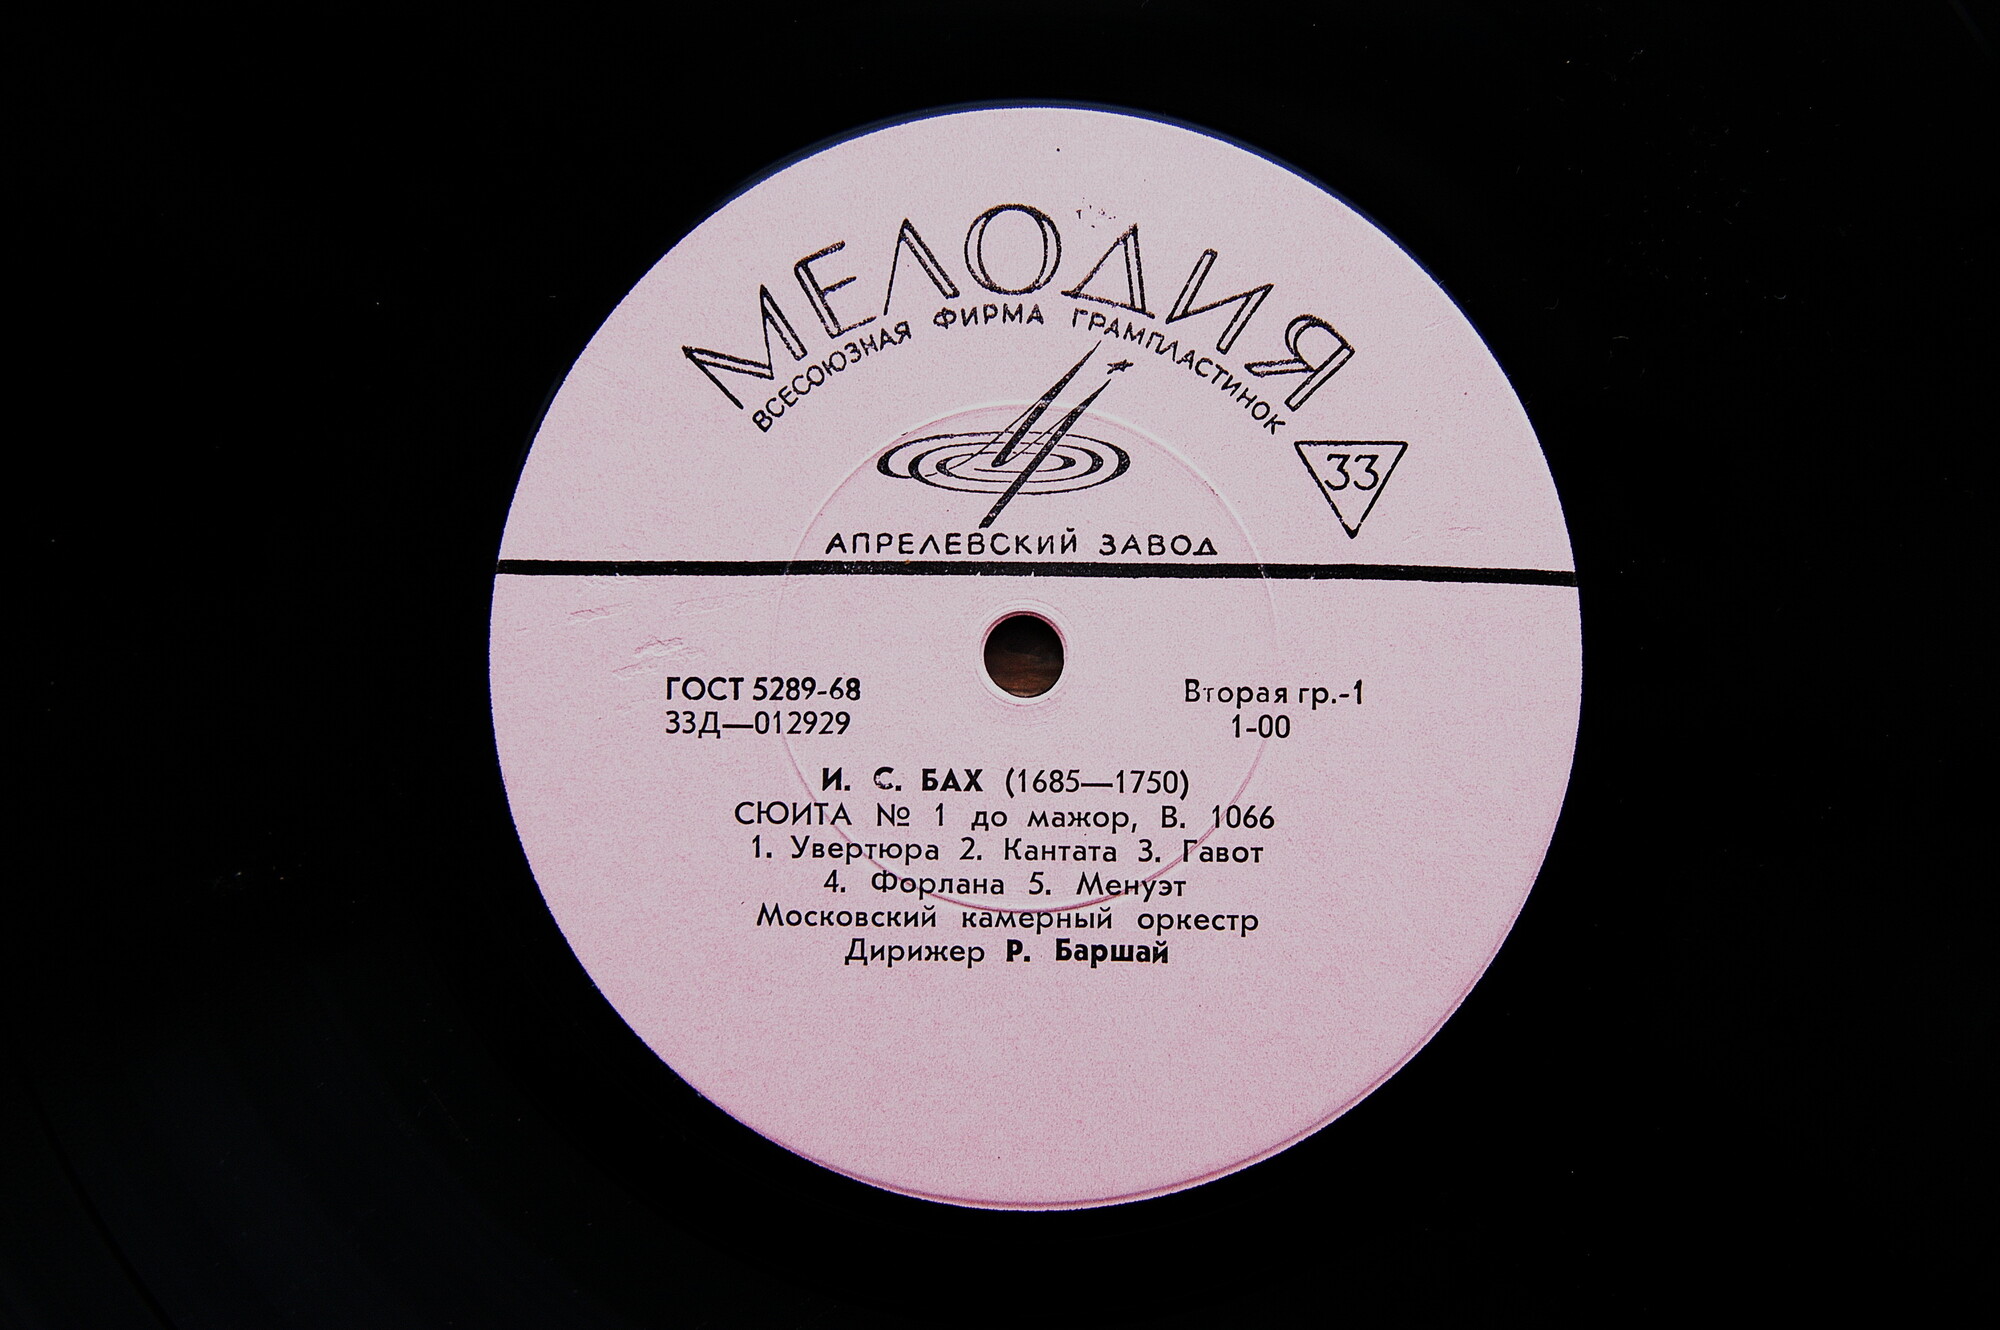 МЕЛОДИЯ
ВСЕСОЮЗНАЯ ФИРМА ГРАМПЛАСТИНОК
33
АПРЕЛЕВСКИЙ ЗАВОД
ГОСТ 5289-68
33Д—012929
Вторая гр.-1
1-00
И. С. БАХ (1685—1750)
СЮИТА № 1 до мажор, В. 1066
1. Увертюра 2. Кантата 3. Гавот
4. Форлана 5. Менуэт
Московский камерный оркестр
Дирижер Р. Баршай